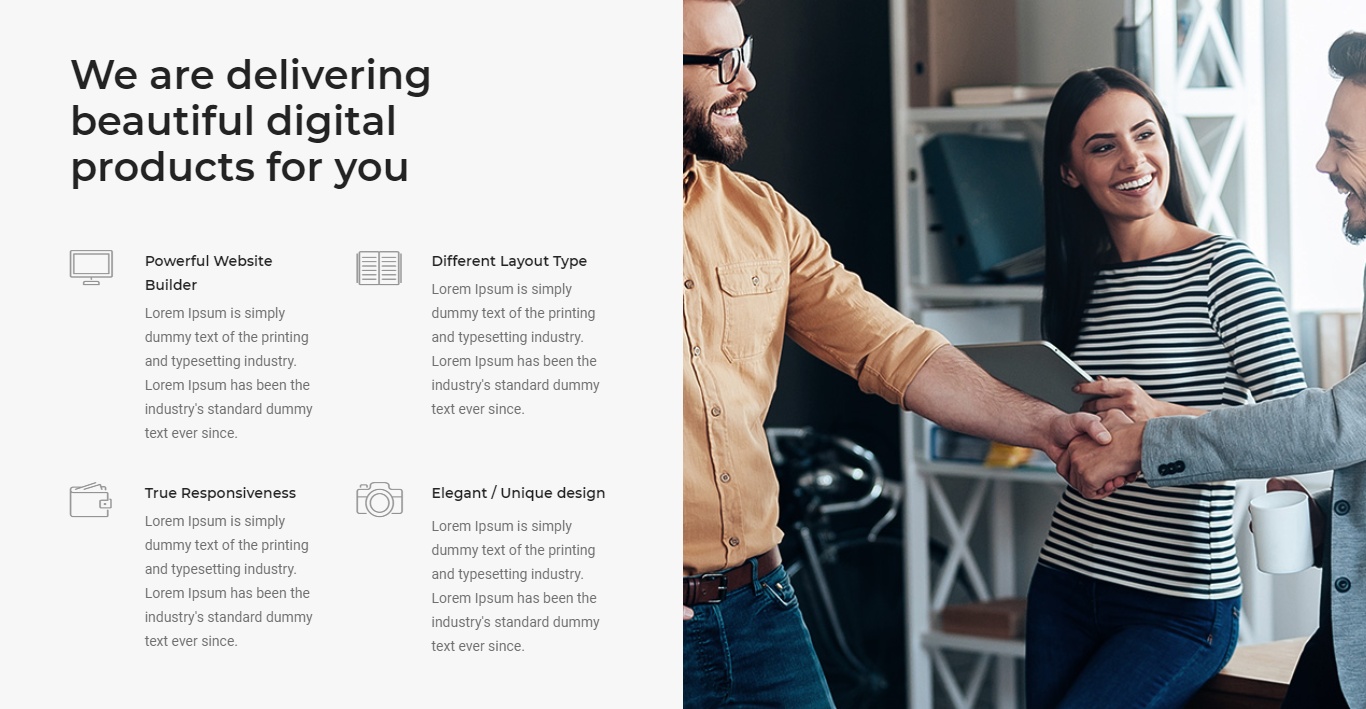 We are delivering
beautiful digital
products for you
Powerful Website
Builder
Lorem Ipsum is simply
dummy text of the printing
and typesetting industry.
Lorem Ipsum has been the
industry's standard dummy
text ever since.
Different Layout Type
Lorem Ipsum is simply
dummy text of the printing
and typesetting industry.
Lorem Ipsum has been the
industry's standard dummy
text ever since.
True Responsiveness
Lorem Ipsum is simply
dummy text of the printing
and typesetting industry.
Lorem Ipsum has been the
industry's standard dummy
text ever since.
Elegant / Unique design
Lorem Ipsum is simply
dummy text of the printing
and typesetting industry.
Lorem Ipsum has been the
industry's standard dummy
text ever since.